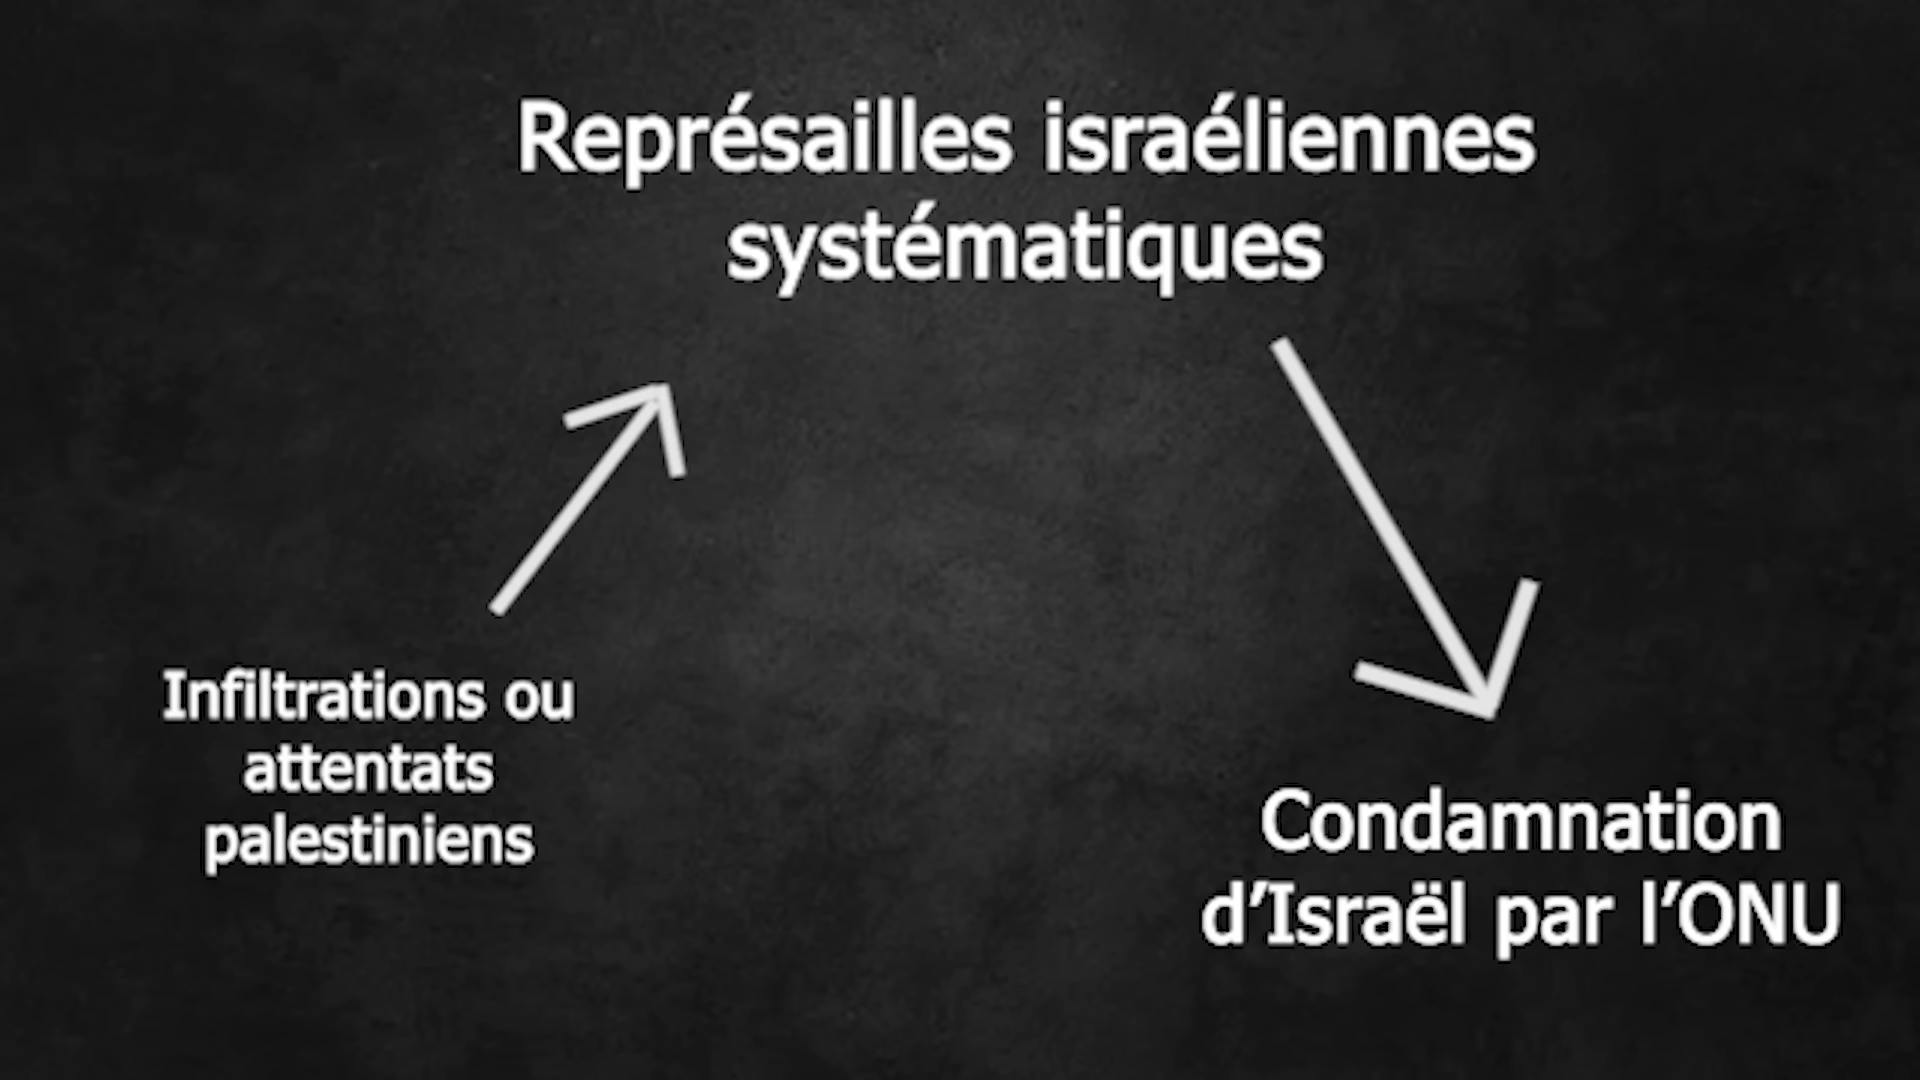 Représailles israéliennes
systématiques
Infiltrations ou
attentats
palestiniens
Condamnation
d’Israël par l’ONU